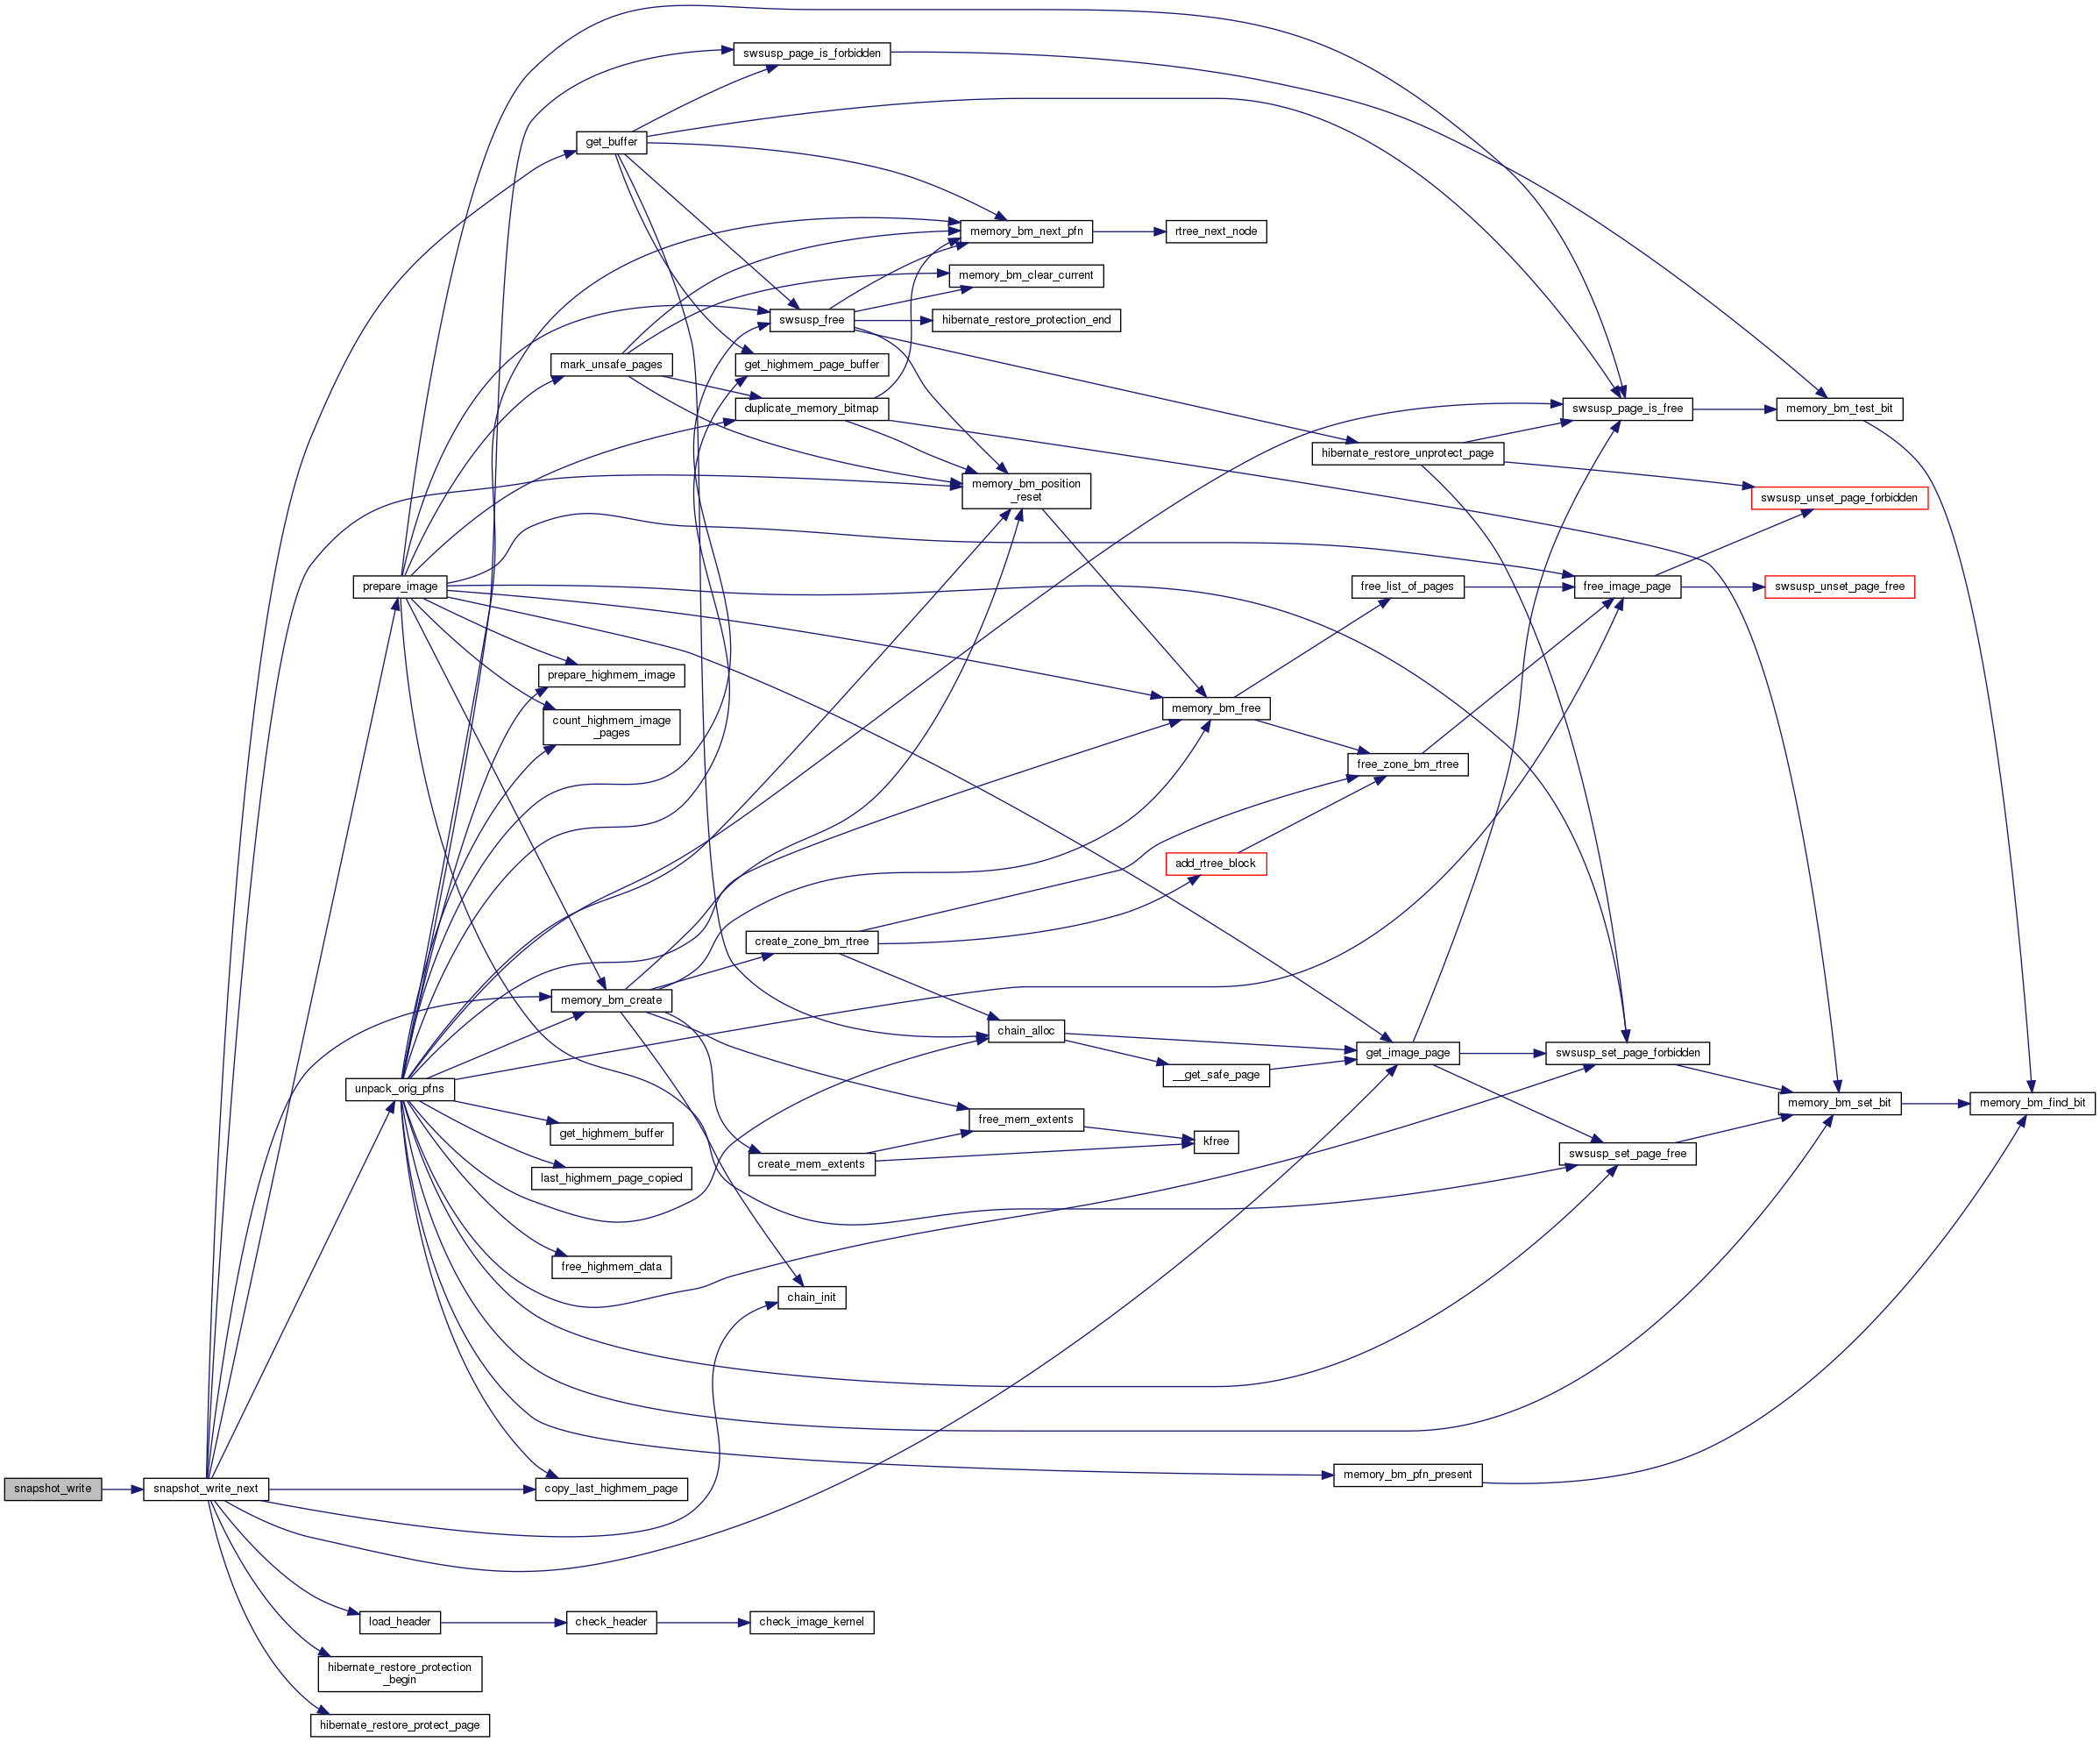 swsusp_page_is_forbidden
get_buffer
memory_bm_next_pfn
rtree_next_node
memory_bm_clear_current
swsusp_free
hibernate_restore_protection_end
mark_unsafe_pages
get_highmem_page_buffer
duplicate_memory_bitmap
swsusp_page_is_free
memory_bm_test_bit
hibernate_restore_unprotect_page
memory_bm_position
_reset
swsusp_unset_page_forbidden
prepare_image
free_list_of_pages
free_image_page
swsusp_unset_page_free
prepare_highmem_image
memory_bm_free
count_highmem_image
_pages
free_zone_bm_rtree
add_rtree_block
create_zone_bm_rtree
memory_bm_create
chain_alloc
get_image_page
swsusp_set_page_forbidden
__get_safe_page
unpack_orig_pfns
memory_bm_set_bit
memory_bm_find_bit
free_mem_extents
get_highmem_buffer
kfree
swsusp_set_page_free
create_mem_extents
last_highmem_page_copied
free_highmem_data
chain_init
memory_bm_pfn_present
snapshot_write
snapshot_write_next
copy_last_highmem_page
load_header
check_header
check_image_kernel
hibernate_restore_protection
_begin
hibernate_restore_protect_page